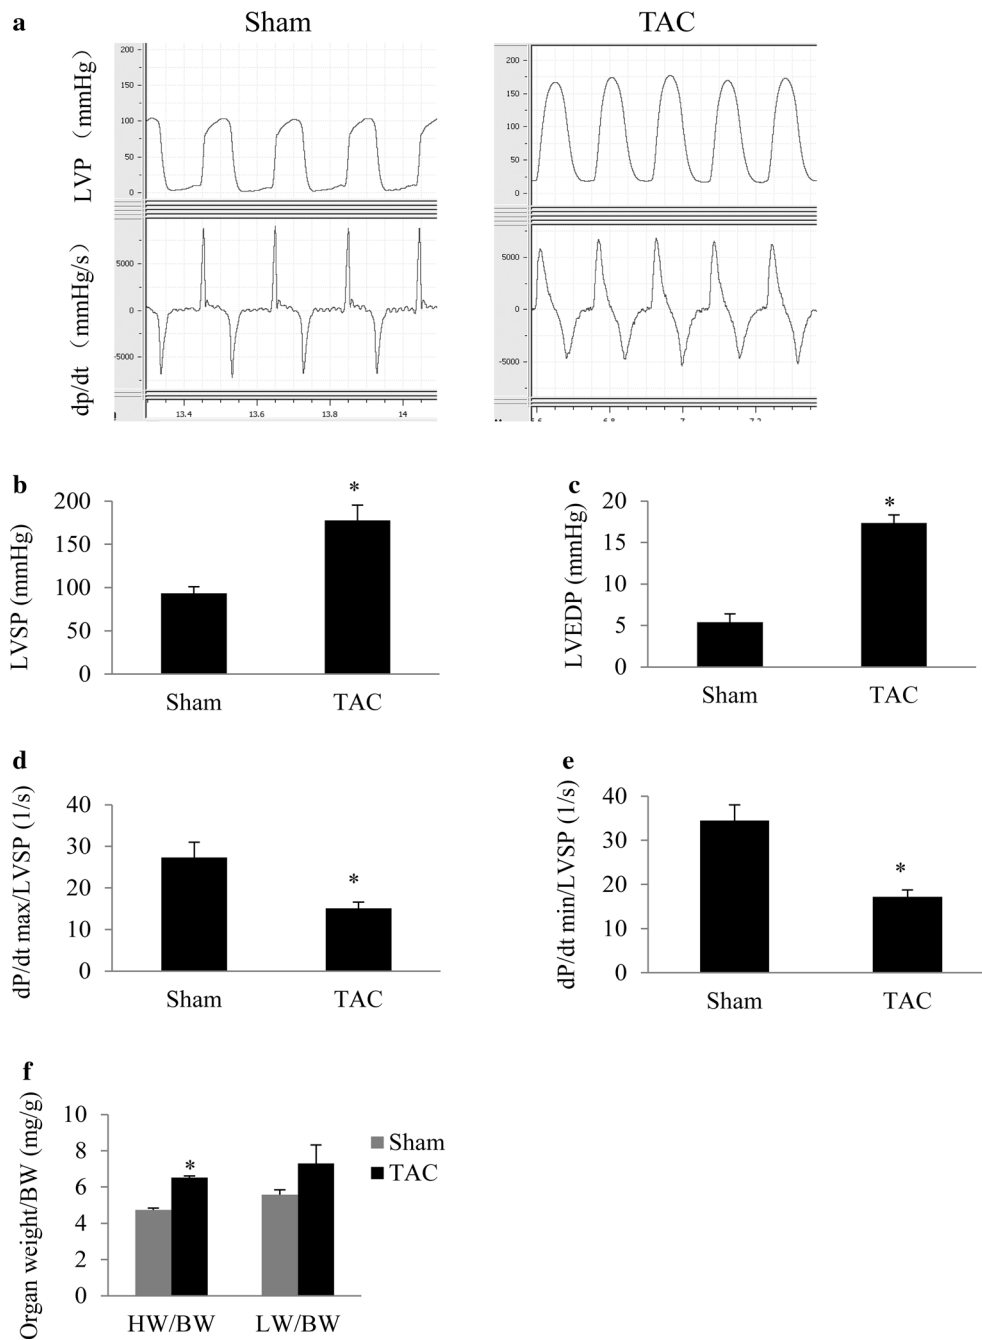 a
Sham
TAC
LVP (mmHg)
200
150
100
50
0
200
150
100
50
0
dp/dt (mmHg/s)
5000
0
-5000
5000
0
-5000
13.4 13.6 13.8 14
7
b
LVSP (mmHg)
200
150
100
50
0
*
Sham TAC
c
LVEDP (mmHg)
20
15
10
5
0
*
Sham TAC
d
dP/dt max/LVSP (1/s)
40
30
20
10
0
*
Sham TAC
e
dP/dt min/LVSP (1/s)
40
30
20
10
0
*
Sham TAC
f
Organ weight/BW (mg/g)
10
8
6
4
2
0
*
HW/BW LW/BW
Sham
TAC